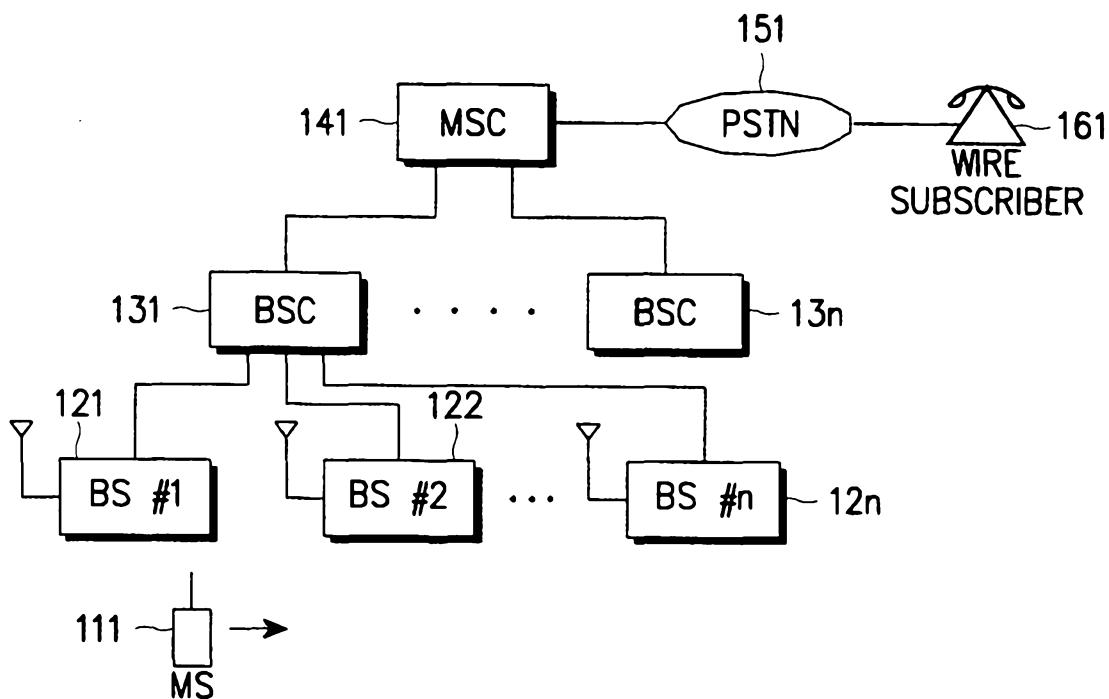 151
141
MSC
PSTN
161
WIRE
SUBSCRIBER
131
BSC
. . . .
BSC
13n
121
122
BS #1
BS #2
...
BS #n
12n
111
MS